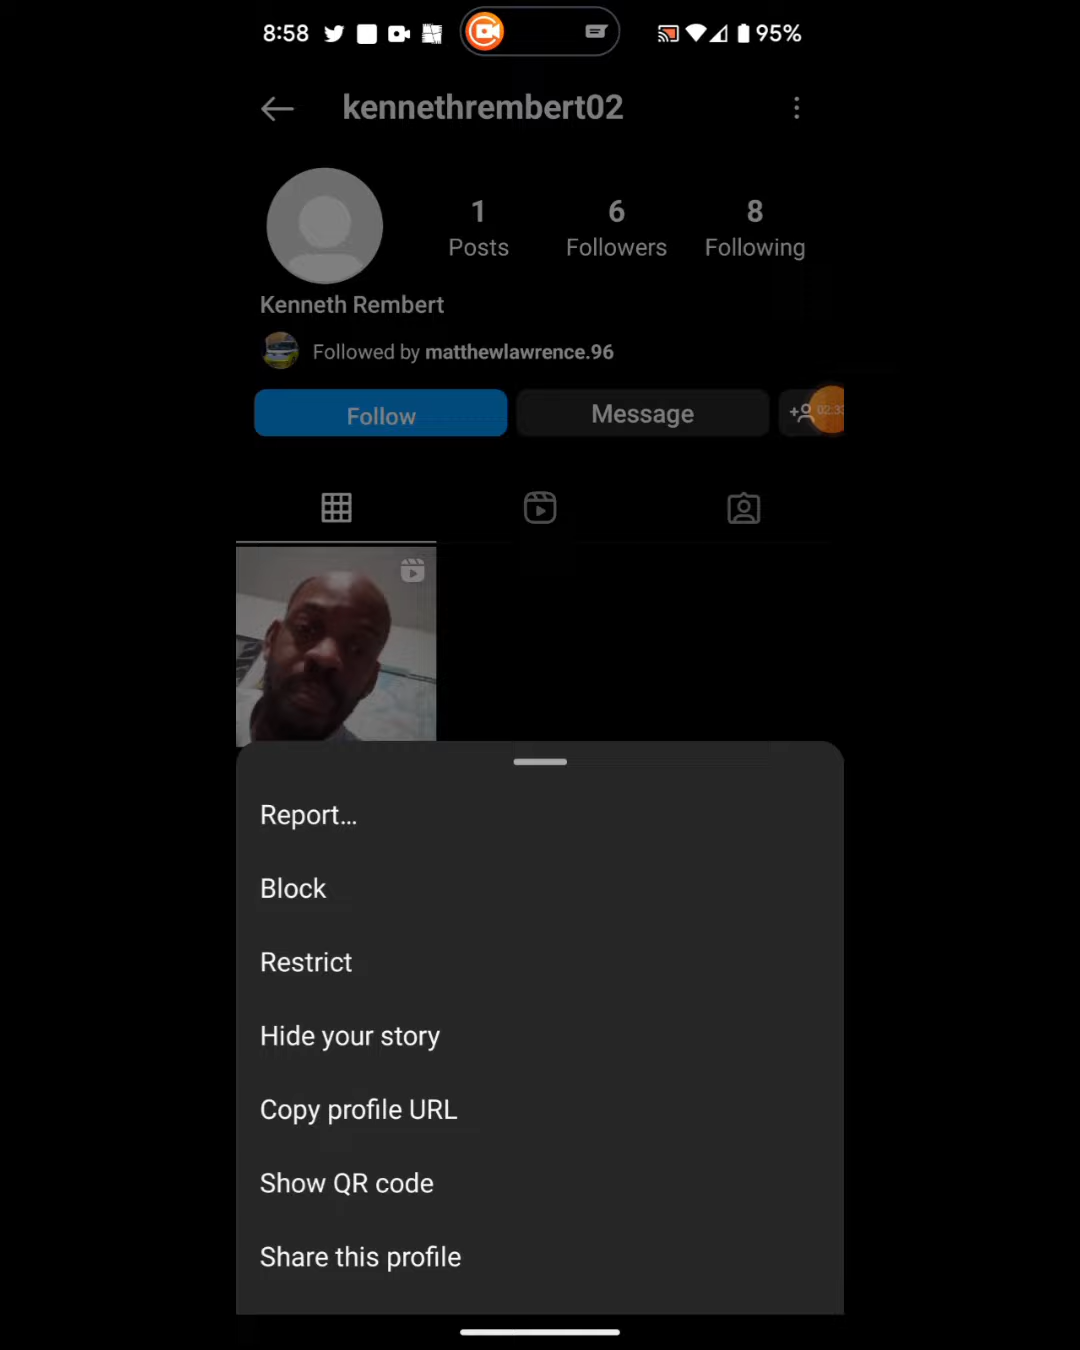 8:58 95%
kennethrembert02
1 6 8
Posts Followers Following
Kenneth Rembert
Followed by matthewlawrence.96
Follow Message
Report...
Block
Restrict
Hide your story
Copy profile URL
Show QR code
Share this profile